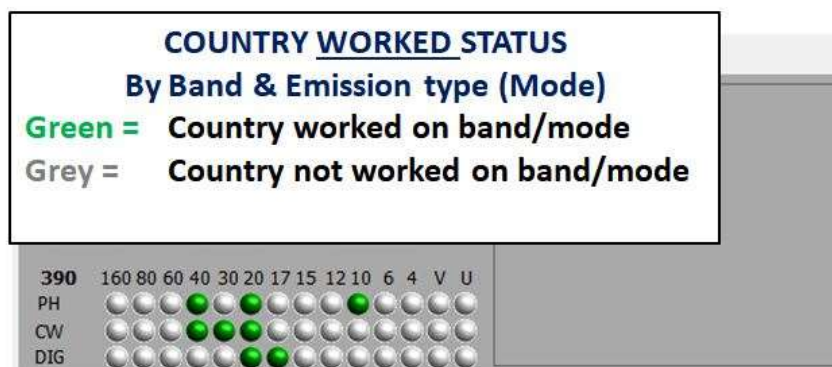 COUNTRY WORKED STATUS
By Band & Emission type (Mode)
Green = Country worked on band/mode
Grey = Country not worked on band/mode
390 160 80 60 40 30 20 17 15 12 10 6 4 V U
PH
CW
DIG